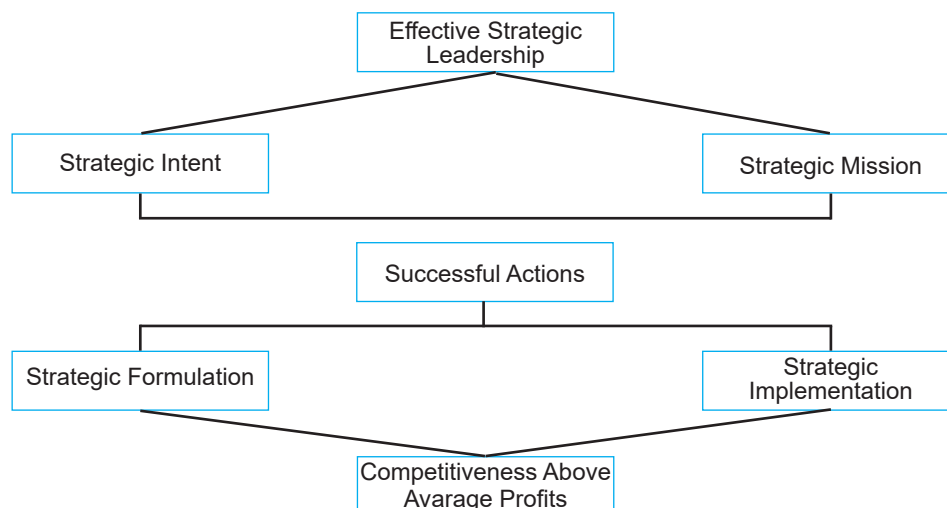 Effective Strategic
Leadership
Strategic Intent
Strategic Mission
Successful Actions
Strategic Formulation
Strategic
Implementation
Competitiveness Above
Avarage Profits